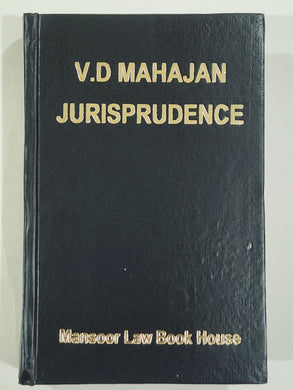 V.D MAHAJAN
JURISPRUDENCE
Mansoor Law Book House